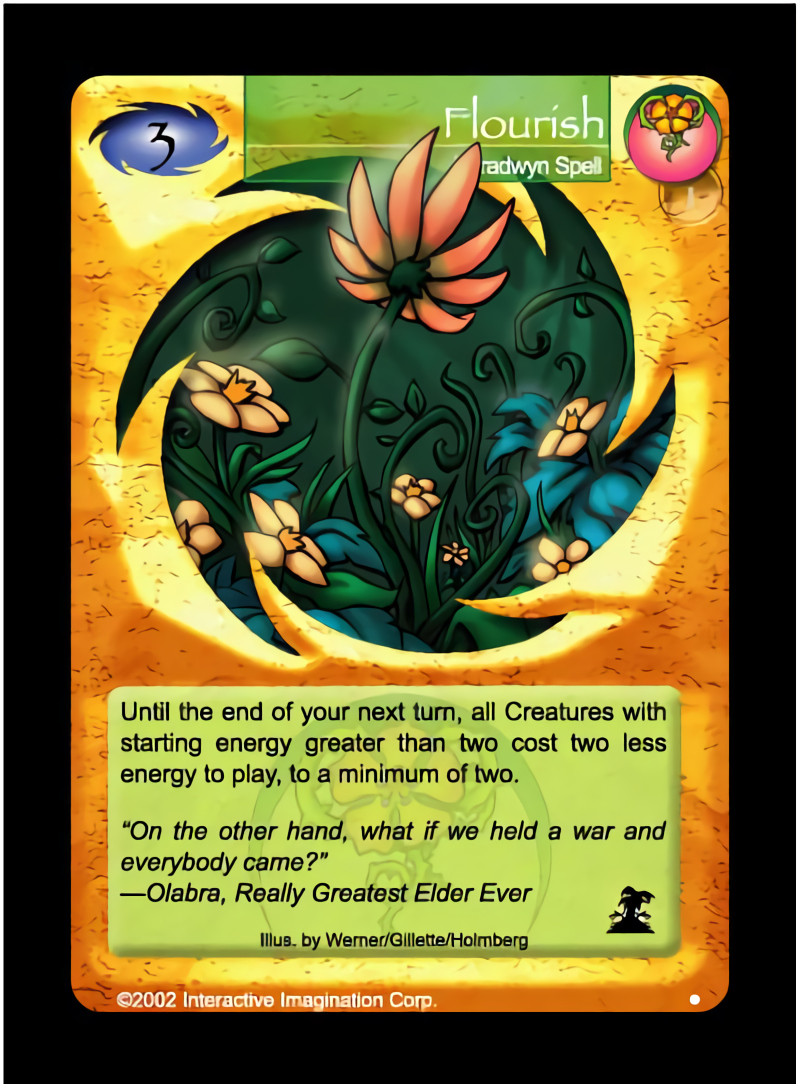 3
Flourish
radwyn Spell
Until the end of your next turn, all Creatures with
starting energy greater than two cost two less
energy to play, to a minimum of two.
"On the other hand, what if we held a war and
everybody came?"
—Olabra, Really Greatest Elder Ever
Illus. by Werner/Gillette/Holmberg
©2002 Interactive Imagination Corp.